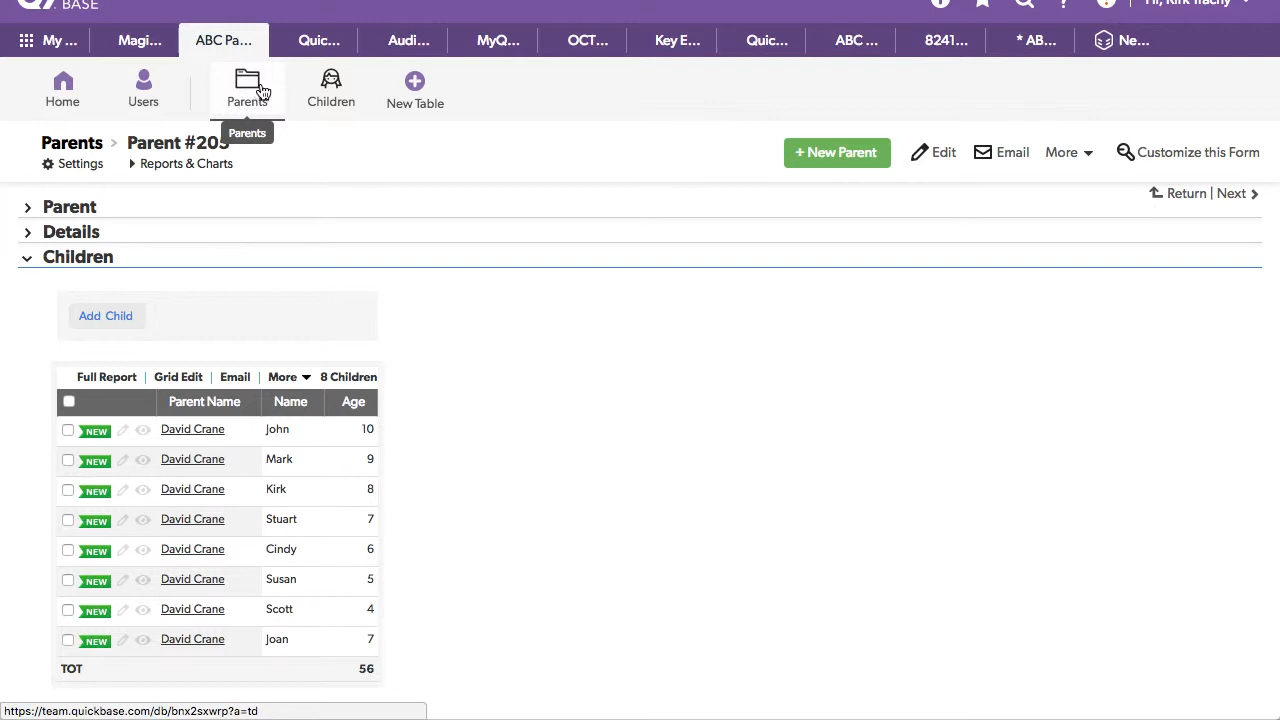 BASE
Hi, Kirk Trachy
My ...
Magi...
ABC Pa...
Quic...
Audi...
MyQ...
OCT...
Key E...
Quic...
ABC ...
8241...
* AB...
Ne...
Home
Users
Parents
Children
New Table
Parents
Parents > Parent #203
Settings
Reports & Charts
+ New Parent
Edit
Email
More
Customize this Form
Return | Next
Parent
Details
Children
Add Child
Full Report | Grid Edit | Email | More 8 Children
Parent Name Name Age
NEW David Crane John 10
NEW David Crane Mark 9
NEW David Crane Kirk 8
NEW David Crane Stuart 7
NEW David Crane Cindy 6
NEW David Crane Susan 5
NEW David Crane Scott 4
NEW David Crane Joan 7
TOT 56
https://team.quickbase.com/db/bnx2sxwrp?a=td